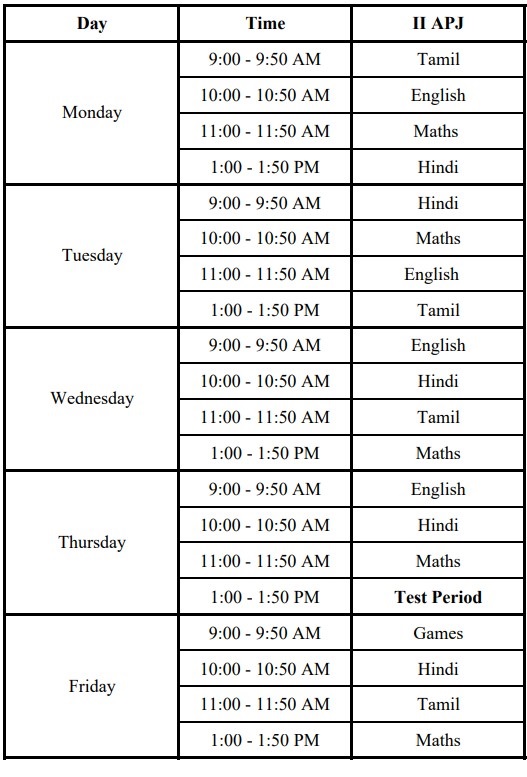 Day Time II APJ
Monday
9:00 - 9:50 AM Tamil
10:00 - 10:50 AM English
11:00 - 11:50 AM Maths
1:00 - 1:50 PM Hindi
Tuesday
9:00 - 9:50 AM Hindi
10:00 - 10:50 AM Maths
11:00 - 11:50 AM English
1:00 - 1:50 PM Tamil
Wednesday
9:00 - 9:50 AM English
10:00 - 10:50 AM Hindi
11:00 - 11:50 AM Tamil
1:00 - 1:50 PM Maths
Thursday
9:00 - 9:50 AM English
10:00 - 10:50 AM Hindi
11:00 - 11:50 AM Maths
1:00 - 1:50 PM Test Period
Friday
9:00 - 9:50 AM Games
10:00 - 10:50 AM Hindi
11:00 - 11:50 AM Tamil
1:00 - 1:50 PM Maths